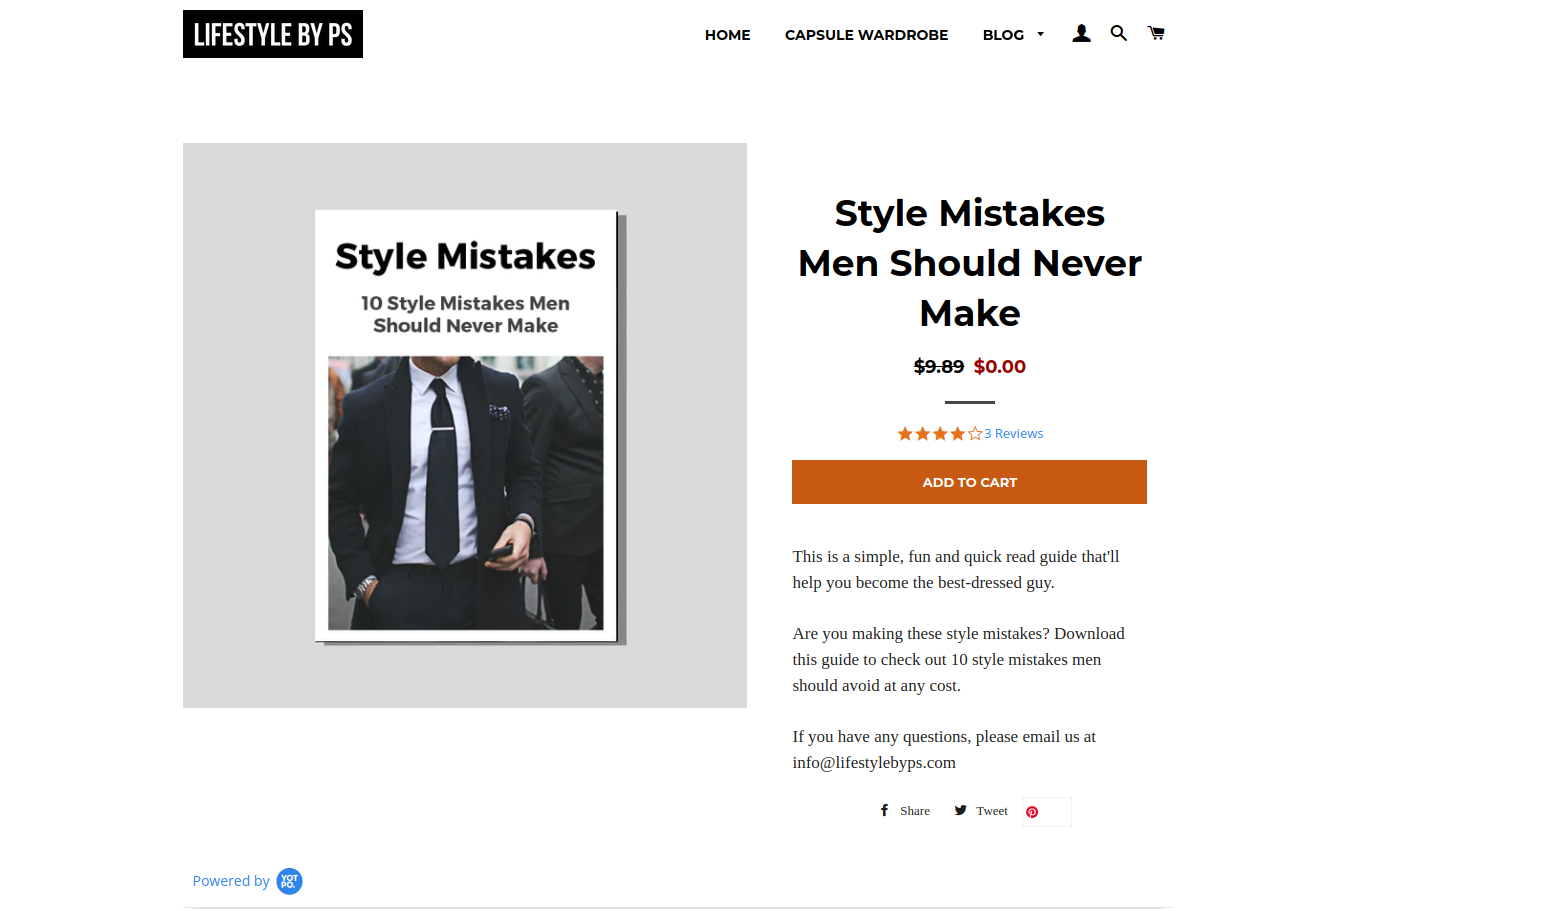 LIFESTYLE BY PS
HOME CAPSULE WARDROBE BLOG
Style Mistakes
10 Style Mistakes Men
Should Never Make
Style Mistakes
Men Should Never
Make
$9.89 $0.00
3 Reviews
ADD TO CART
This is a simple, fun and quick read guide that'll
help you become the best-dressed guy.
Are you making these style mistakes? Download
this guide to check out 10 style mistakes men
should avoid at any cost.
If you have any questions, please email us at
info@lifestylebyps.com
Share Tweet
Powered by YOTPO.